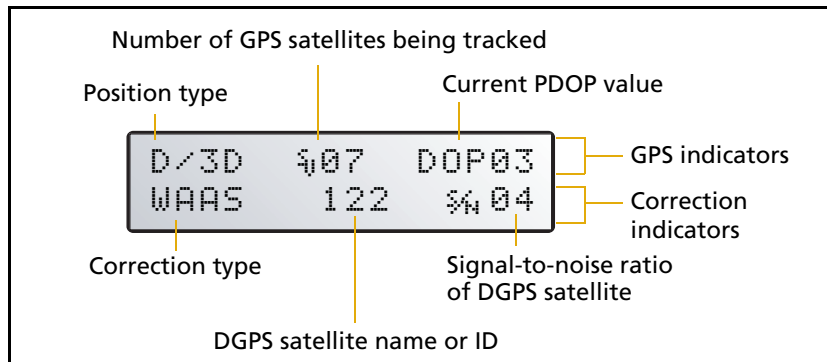 Number of GPS satellites being tracked
Position type
Current PDOP value
D/3D SV07 DOP03
GPS indicators
WAAS 122 S/N 04
Correction
indicators
Correction type
Signal-to-noise ratio
of DGPS satellite
DGPS satellite name or ID